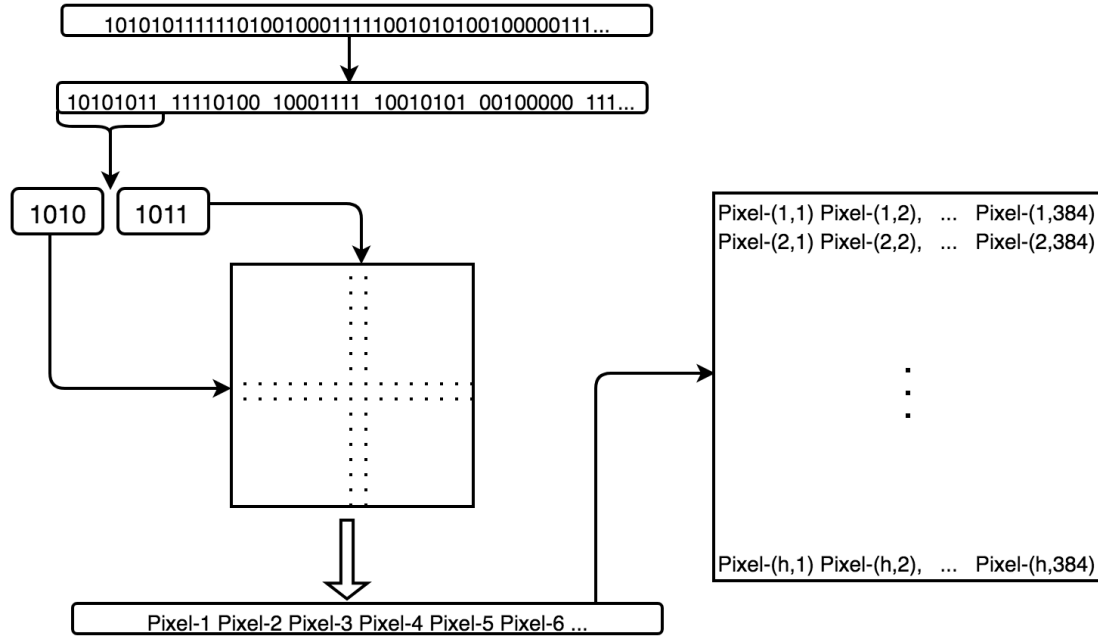 1010101111111010010001111110010101001000001 11...
10101011 11110100 10001111 10010101 00100000 111...
1010 1011
Pixel-(1,1) Pixel-(1,2), ... Pixel-(1,384)
Pixel-(2,1) Pixel-(2,2), ... Pixel-(2,384)
Pixel-(h,1) Pixel-(h,2), ... Pixel-(h,384)
Pixel-1 Pixel-2 Pixel-3 Pixel-4 Pixel-5 Pixel-6 ...